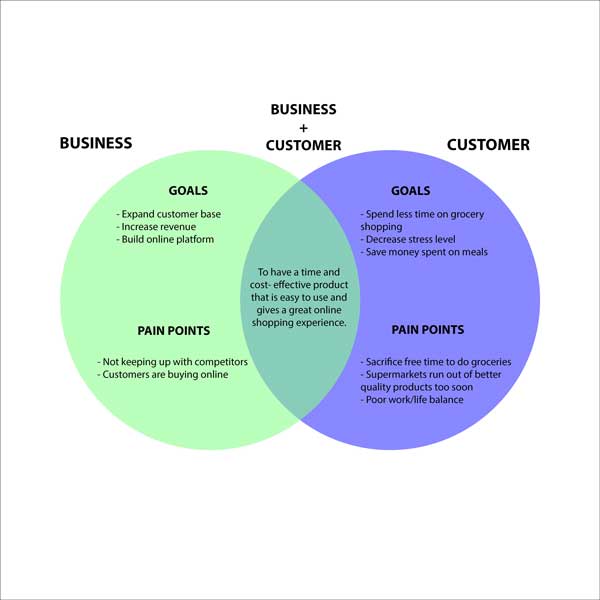 BUSINESS
BUSINESS
+
CUSTOMER
CUSTOMER
GOALS
- Expand customer base
- Increase revenue
- Build online platform
PAIN POINTS
- Not keeping up with competitors
- Customers are buying online
To have a time and
cost- effective product
that is easy to use and
gives a great online
shopping experience.
GOALS
- Spend less time on grocery
shopping
- Decrease stress level
- Save money spent on meals
PAIN POINTS
- Sacrifice free time to do groceries
- Supermarkets run out of better
quality products too soon
- Poor work/life balance